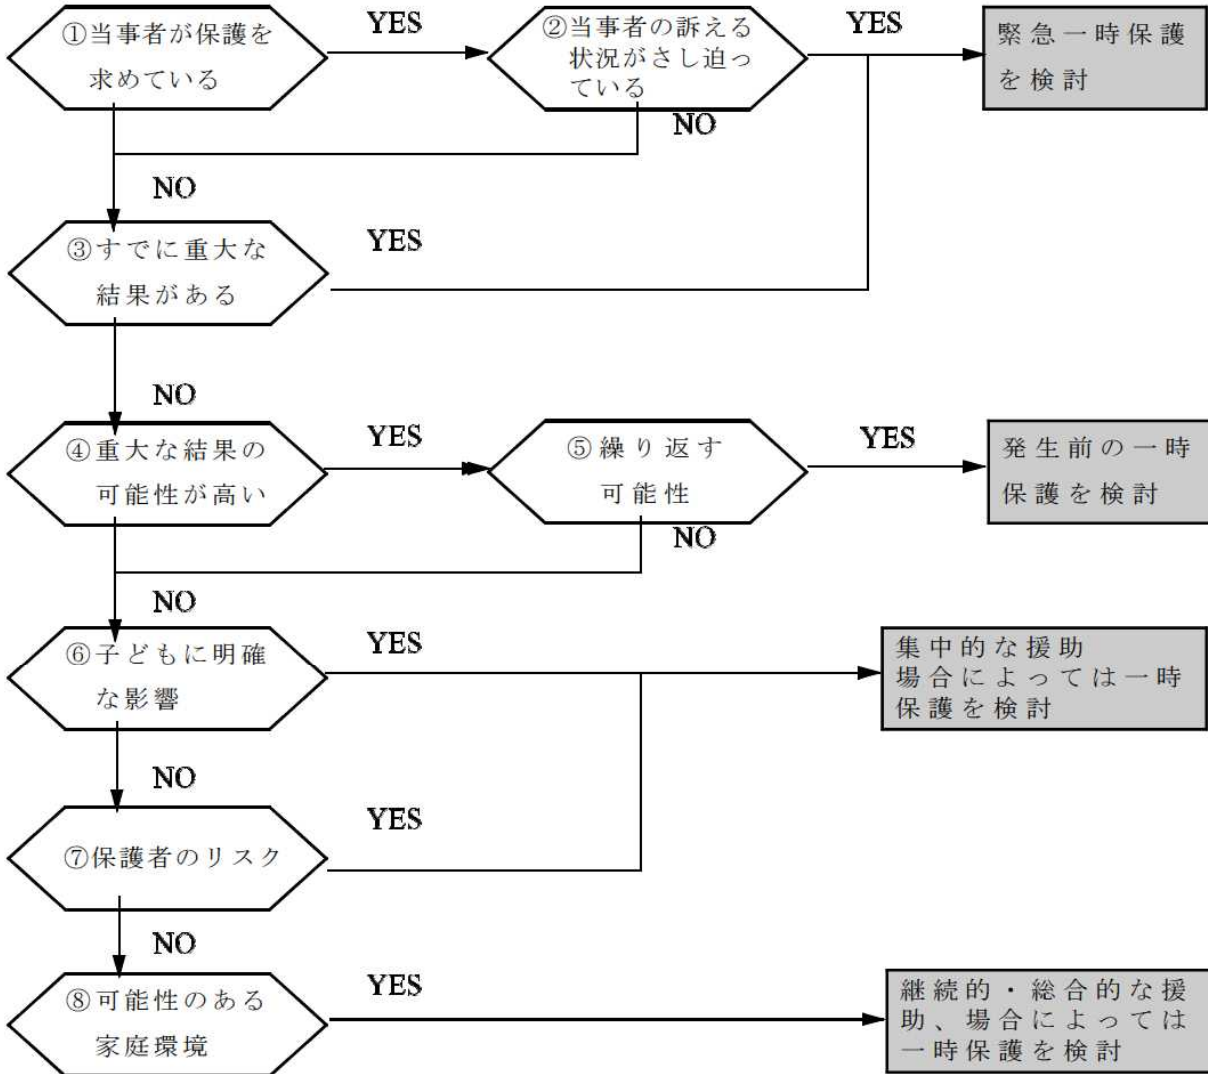 ①当事者が保護を
求めている
YES
②当事者の訴える
状況がさし迫っ
ている
YES
緊急一時保護
を検討
NO
NO
③すでに重大な
結果がある
YES
NO
④重大な結果の
可能性が高い
YES
⑤繰り返す
可能性
YES
発生前の一時
保護を検討
NO
NO
⑥子どもに明確
な影響
YES
集中的な援助
場合によっては一時
保護を検討
NO
⑦保護者のリスク
YES
NO
⑧可能性のある
家庭環境
YES
継続的・総合的な援
助、場合によっては
一時保護を検討